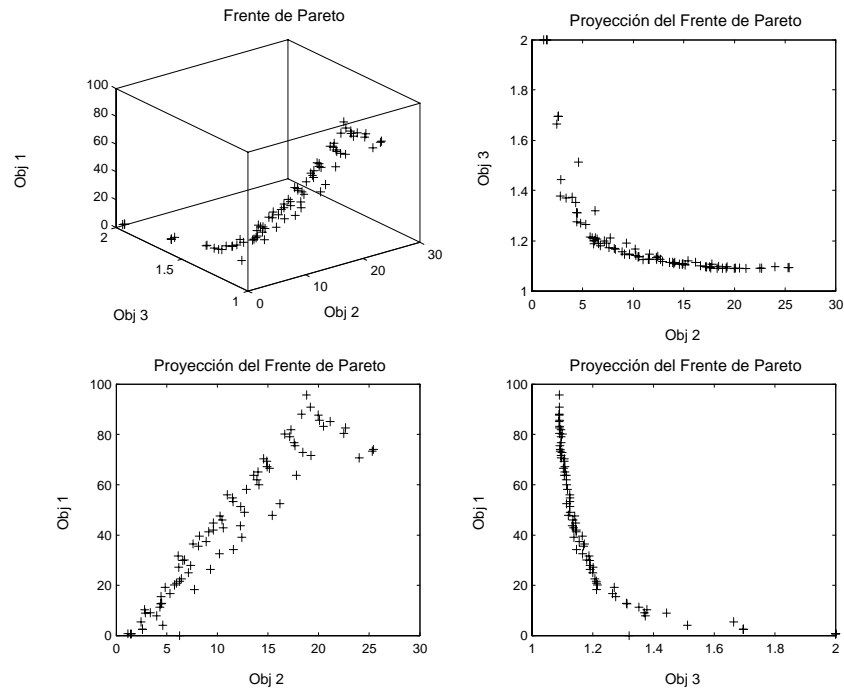 Frente de Pareto
100
80
60
40
20
0
Obj 1
2
1.5
1
Obj 3
0
10
20
30
Obj 2
Proyección del Frente de Pareto
2
1.8
1.6
1.4
1.2
1
Obj 3
0 5 10 15 20 25 30
Obj 2
Proyección del Frente de Pareto
100
80
60
40
20
0
Obj 1
0 5 10 15 20 25 30
Obj 2
Proyección del Frente de Pareto
100
80
60
40
20
0
Obj 1
1 1.2 1.4 1.6 1.8 2
Obj 3